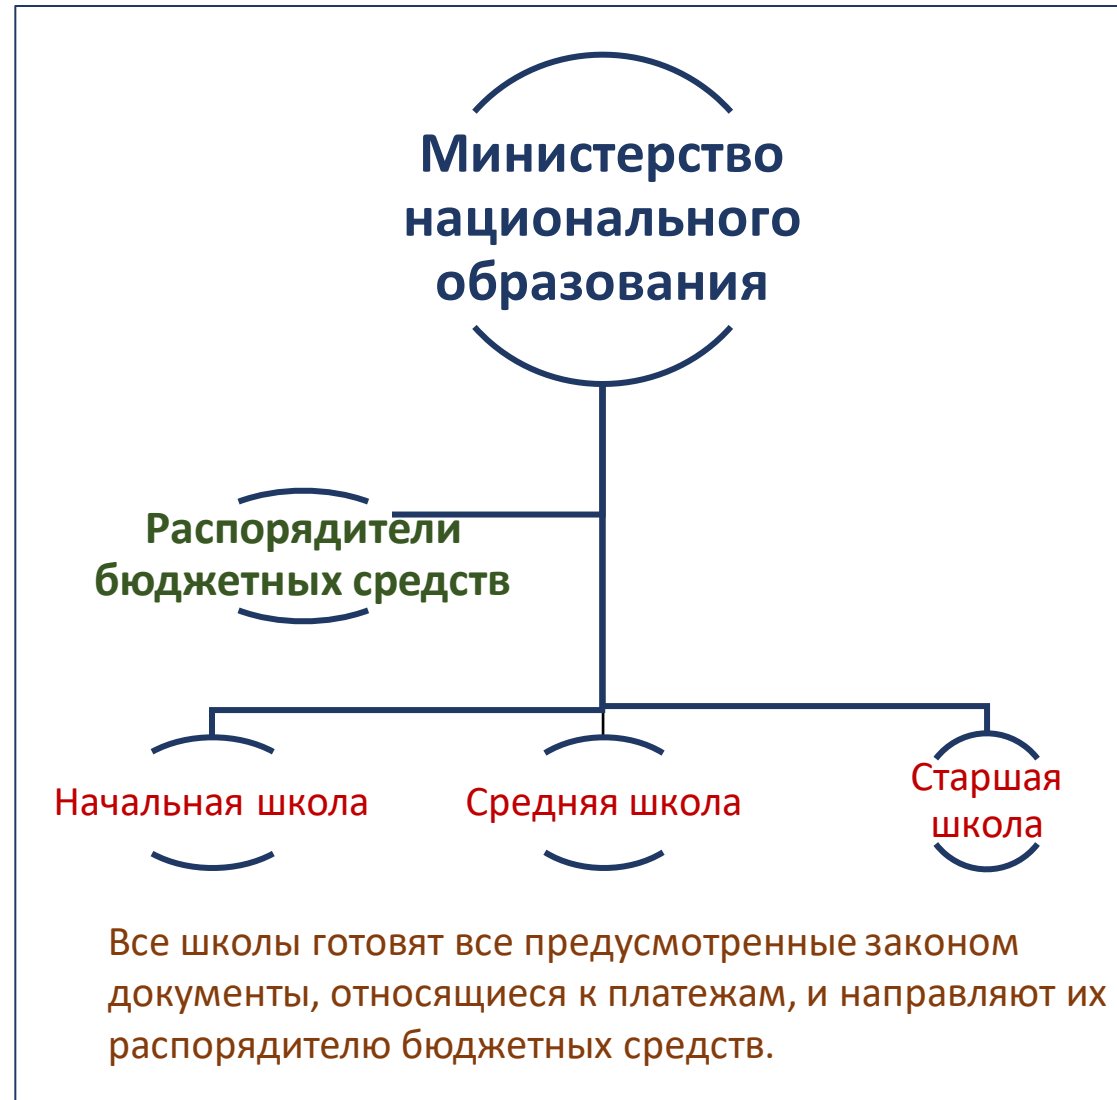 Министерство
национального
образования
Распорядители
бюджетных средств
Начальная школа
Средняя школа
Старшая
школа
Все школы готовят все предусмотренные законом
документы, относящиеся к платежам, и направляют их
распорядителю бюджетных средств.